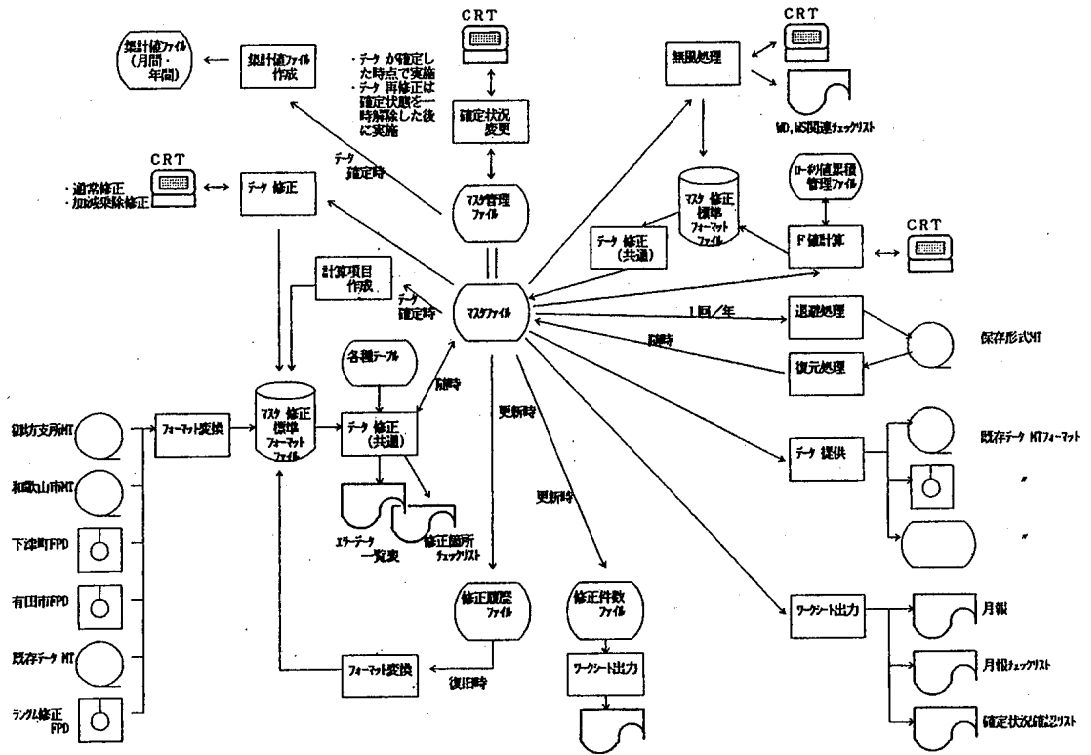 CRT
集計値ファイル
(月間・
年間)
集計値ファイル
作成
・データが確定し
た時点で実施
・データ再修正は
確定状態を一
時解除した後
に実施
確定状況
変更
CRT
無風処理
WD,WS関連チェックリスト
データ
確定時
CRT
・通常修正
・加減乗除修正
データ修正
マスタ管理
ファイル
マスタ修正
標準
フォーマット
ファイル
管理ファイル
データ修正
(共通)
F値計算
CRT
計算項目
作成
データ
確定時
マスタファイル
1回/年
退避処理
保存形式MT
随時
復元処理
各種テーブル
随時
更新時
御坊支所MT
フォーマット変換
マスタ修正
標準
フォーマット
ファイル
データ修正
(共通)
データ提供
既存データMTフォーマット
〃
〃
和歌山市MT
更新時
エラーデータ
一覧表
修正箇所
チェックリスト
下津町FPD
有田市FPD
修正履歴
ファイル
修正件数
ファイル
ワークシート出力
月報
既存データMT
フォーマット変換
復旧時
ワークシート出力
月報チェックリスト
ランダム修正
FPD
確定状況確認リスト